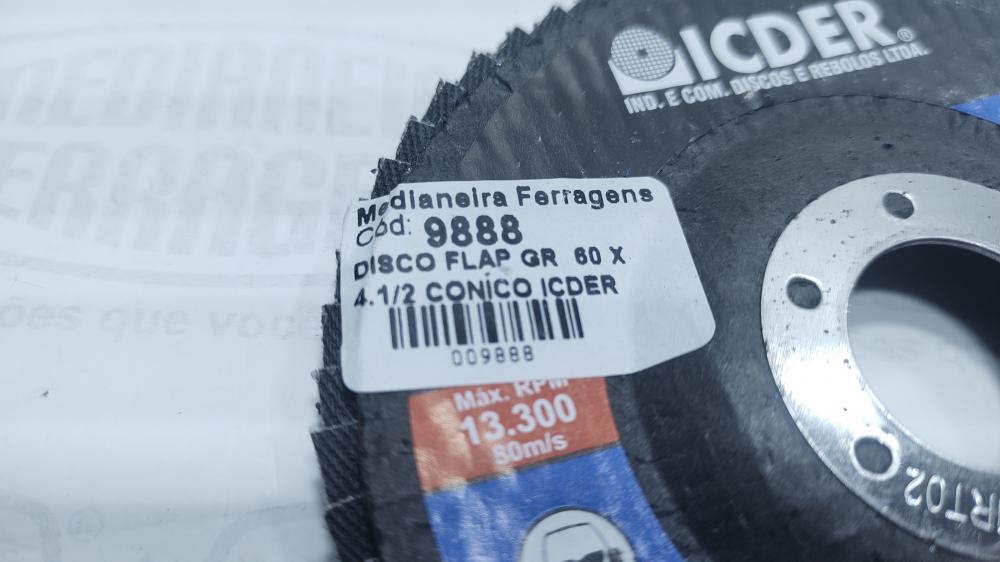 ICDER®
IND. E COM. DISCOS E REBOLOS LTDA.
Medianeira Ferragens
Cód: 9888
DISCO FLAP GR 60 X
4.1/2 CONICO ICDER
009888
Máx. RPM
13.300
80m/s
RT02
ões que você